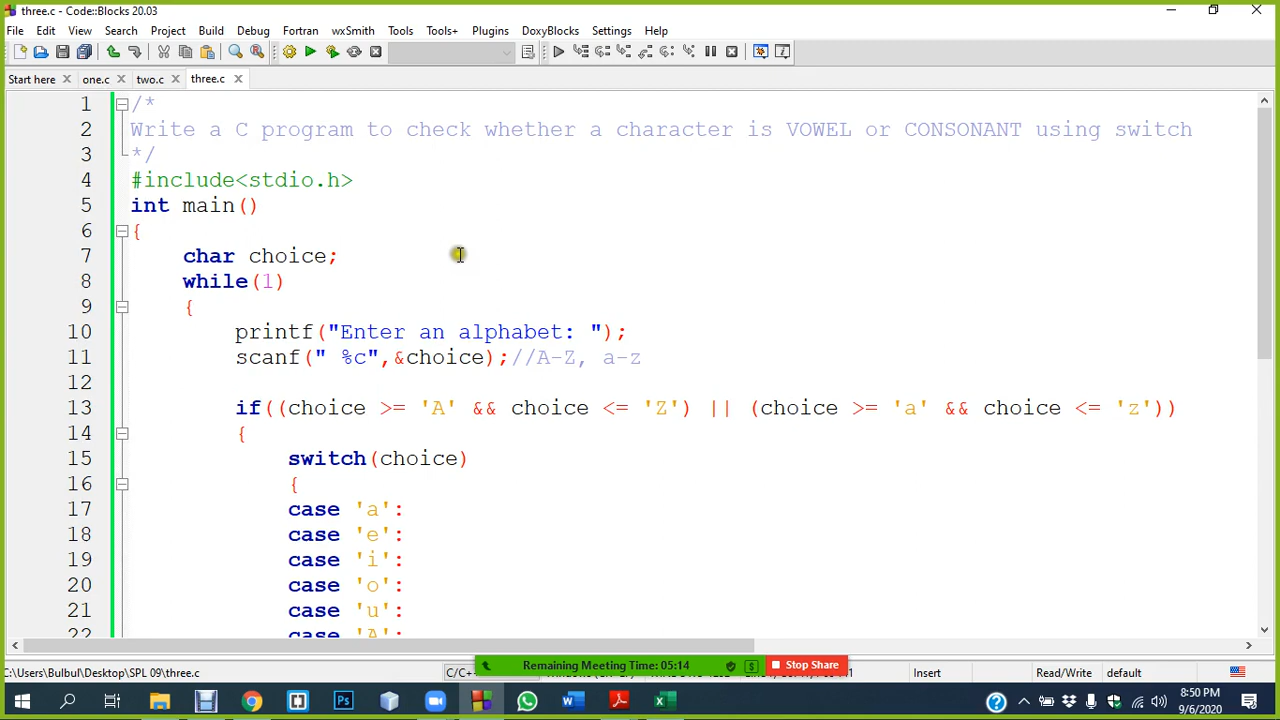 three.c - Code::Blocks 20.03
File Edit View Search Project Build Debug Fortran wxSmith Tools Tools+ Plugins DoxyBlocks Settings Help
Start here one.c two.c three.c
1 /*
2 Write a C program to check whether a character is VOWEL or CONSONANT using switch
3 */
4 #include<stdio.h>
5 int main()
6 {
7 char choice;
8 while(1)
9 {
10 printf("Enter an alphabet: ");
11 scanf(" %c",&choice);//A-Z, a-z
12
13 if((choice >= 'A' && choice <= 'Z') || (choice >= 'a' && choice <= 'z'))
14 {
15 switch(choice)
16 {
17 case 'a':
18 case 'e':
19 case 'i':
20 case 'o':
21 case 'u':
22 case 'A':
C:\Users\Bulbul\Desktop\SPL 09\three.c C/C+ Remaining Meeting Time: 05:14 Stop Share Insert Read/Write default
8:50 PM
9/6/2020